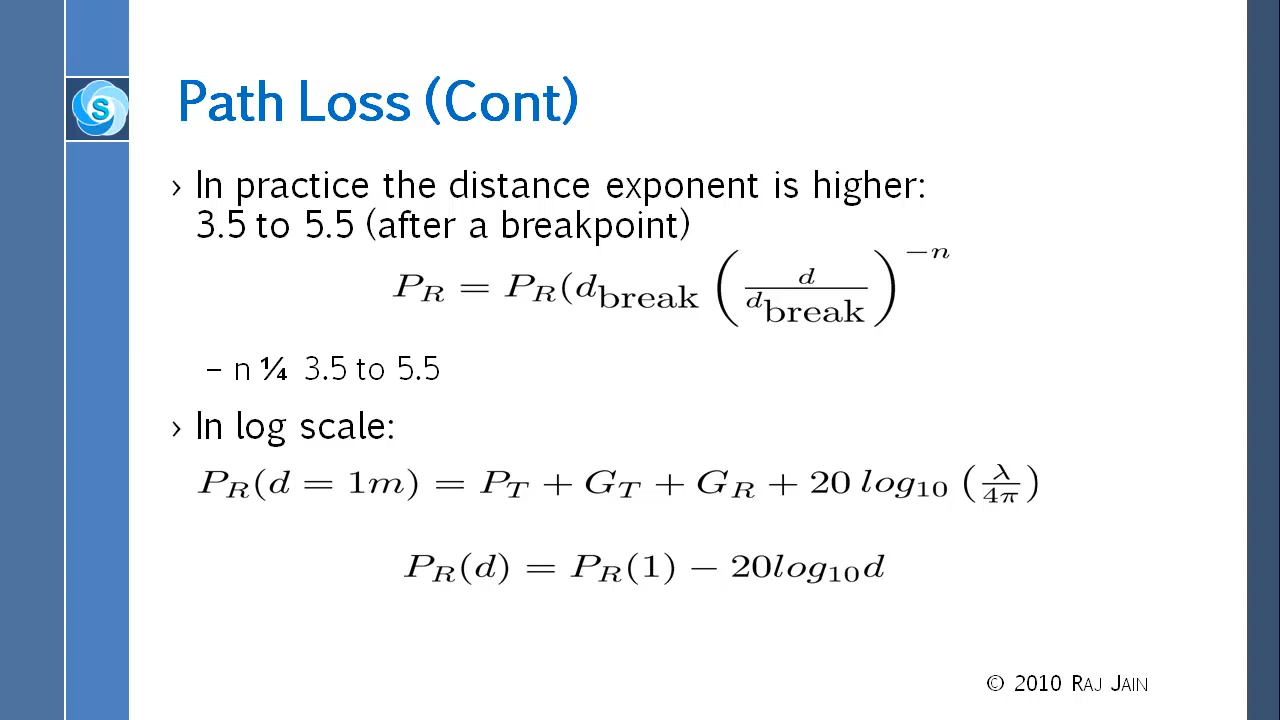 S
Path Loss (Cont)
› In practice the distance exponent is higher:
3.5 to 5.5 (after a breakpoint)
P_R = P_R(d_break (d/d_break)^−n
– n ¼ 3.5 to 5.5
› In log scale:
P_R(d = 1m) = P_T + G_T + G_R + 20 log_10 (λ/4π)
P_R(d) = P_R(1) − 20log_10 d
© 2010 RAJ JAIN